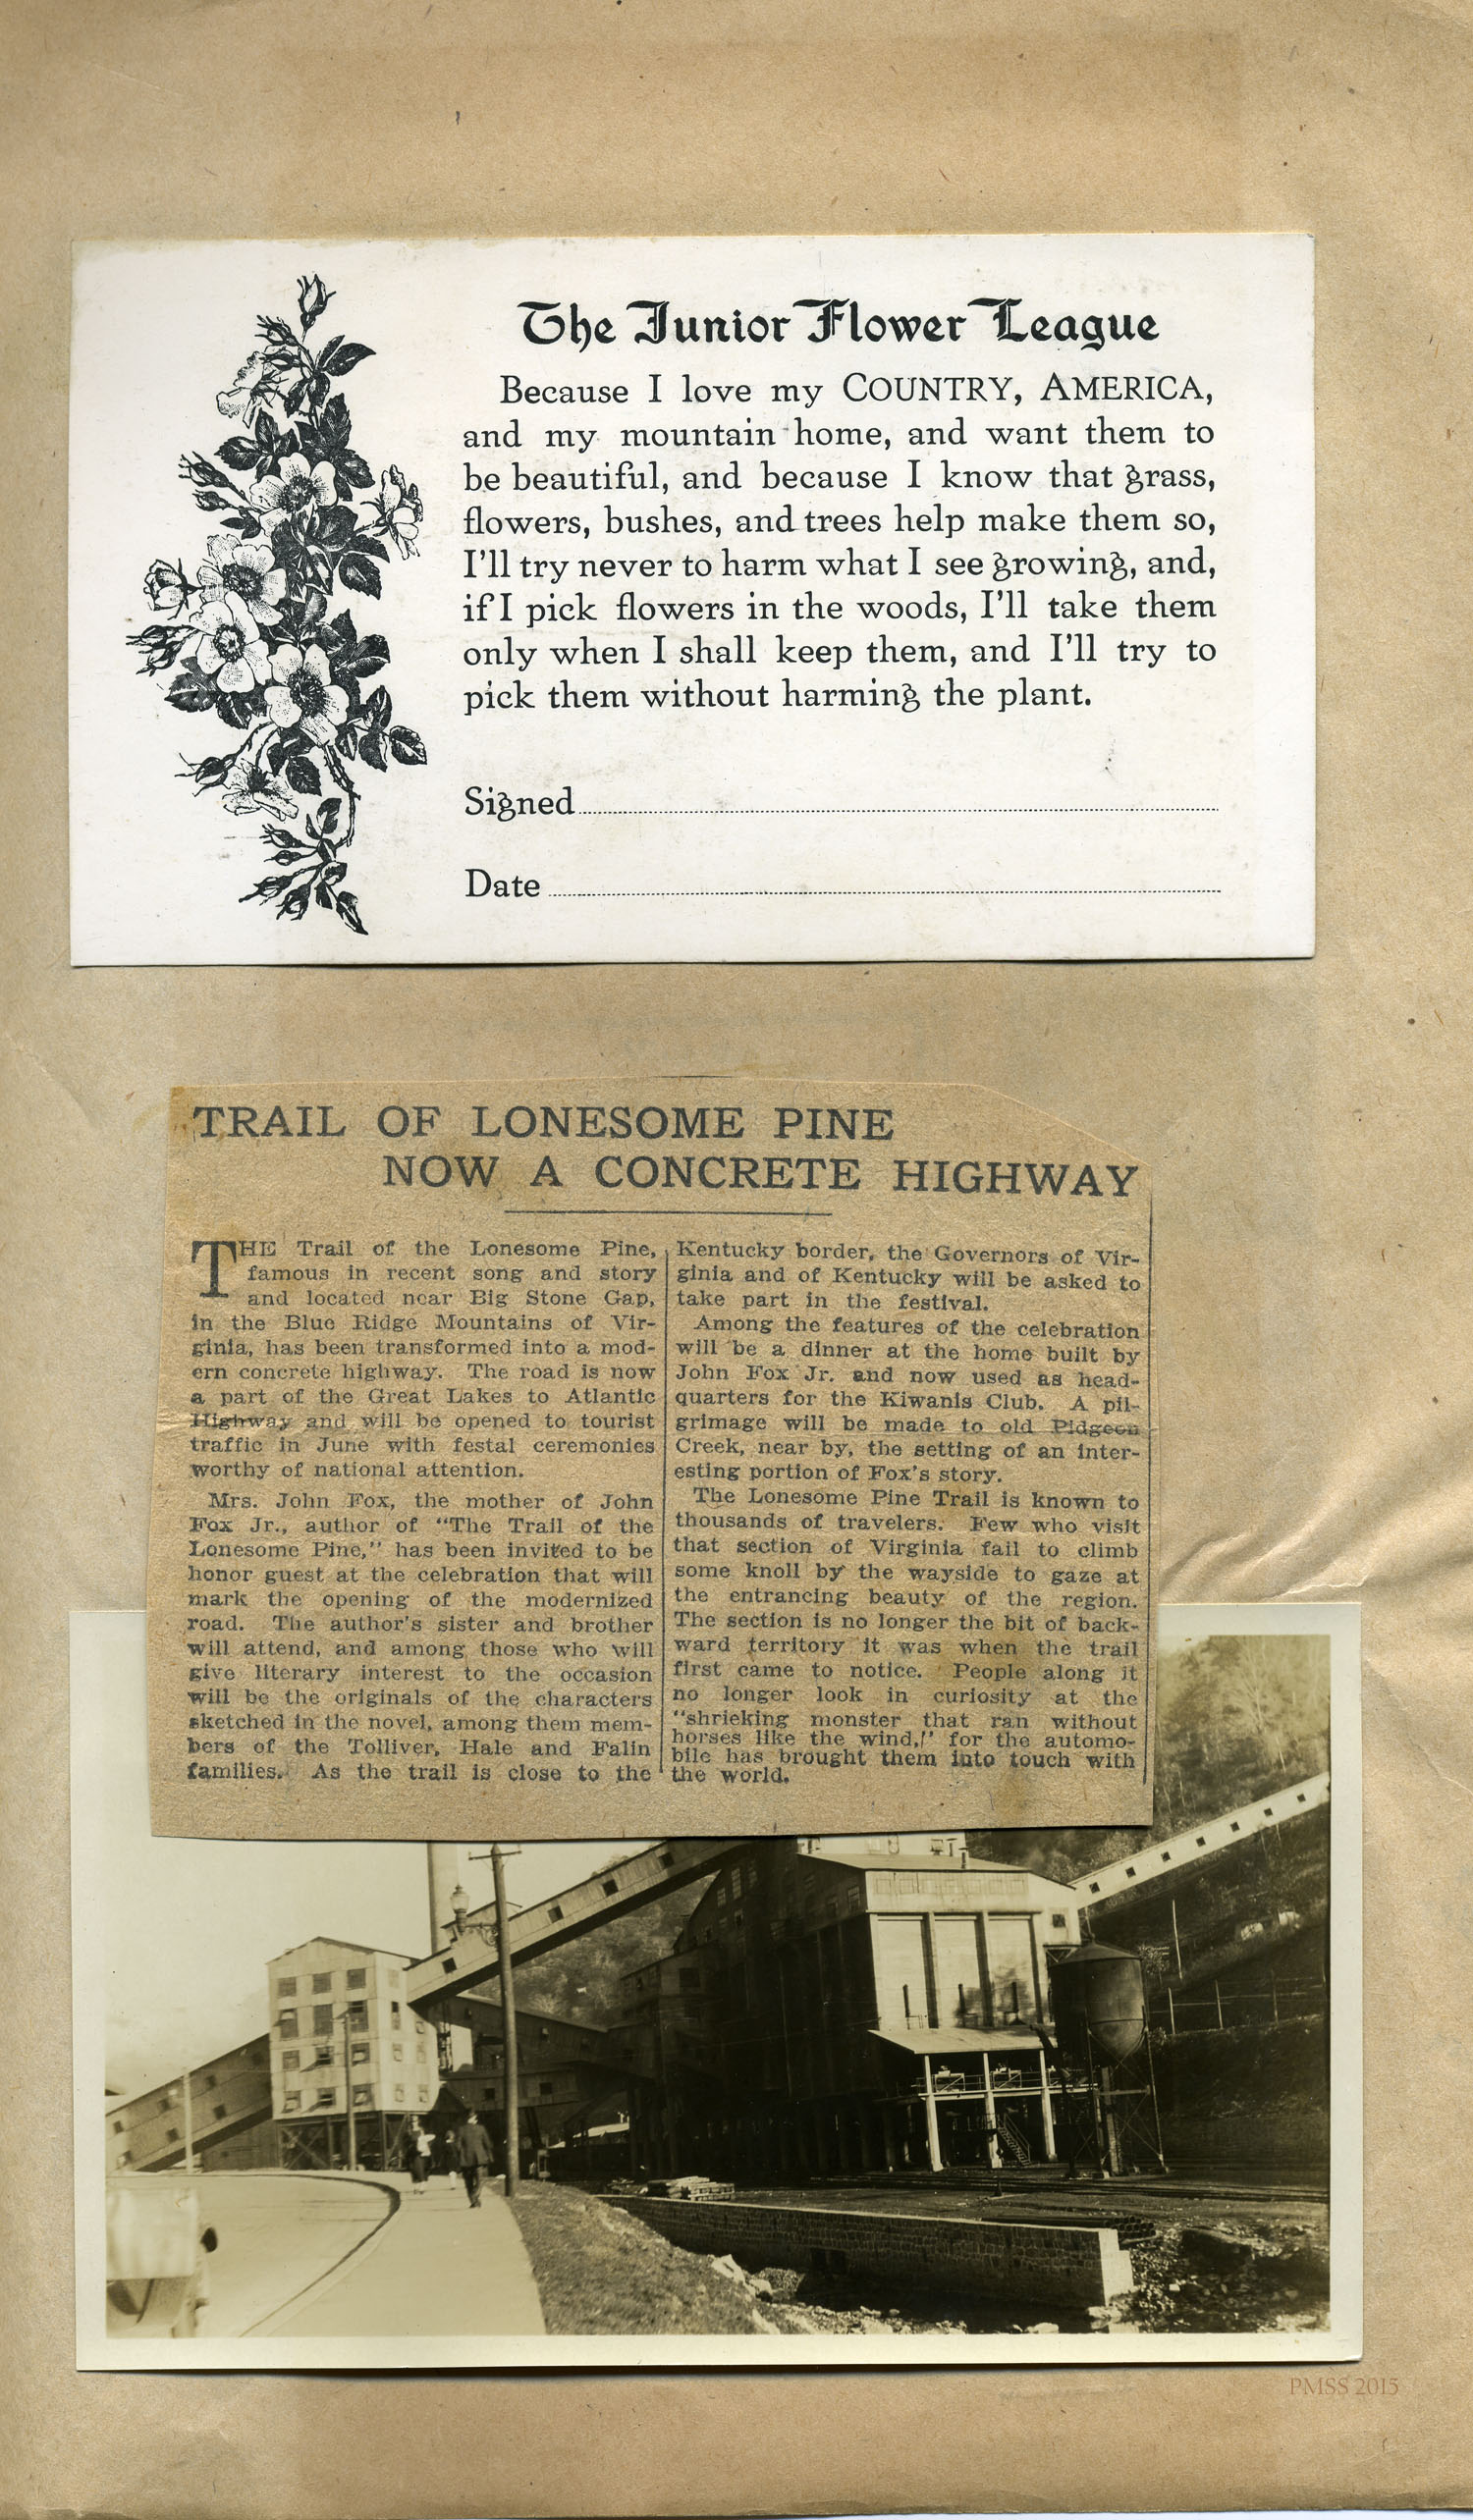 The Junior Flower League
Because I love my COUNTRY, AMERICA,
and my mountain home, and want them to
be beautiful, and because I know that grass,
flowers, bushes, and trees help make them so,
I'll try never to harm what I see growing, and,
if I pick flowers in the woods, I'll take them
only when I shall keep them, and I'll try to
pick them without harming the plant.
Signed
Date
TRAIL OF LONESOME PINE
NOW A CONCRETE HIGHWAY
THE Trail of the Lonesome Pine,
famous in recent song and story
and located near Big Stone Gap,
in the Blue Ridge Mountains of Vir-
ginia, has been transformed into a mod-
ern concrete highway. The road is now
a part of the Great Lakes to Atlantic
Highway and will be opened to tourist
traffic in June with festal ceremonies
worthy of national attention.
Mrs. John Fox, the mother of John
Fox Jr., author of "The Trail of the
Lonesome Pine," has been invited to be
honor guest at the celebration that will
mark the opening of the modernized
road. The author's sister and brother
will attend, and among those who will
give literary interest to the occasion
will be the originals of the characters
sketched in the novel, among them mem-
bers of the Tolliver, Hale and Falin
families. As the trail is close to the
Kentucky border, the Governors of Vir-
ginia and of Kentucky will be asked to
take part in the festival.
Among the features of the celebration
will be a dinner at the home built by
John Fox Jr. and now used as head-
quarters for the Kiwanis Club. A pil-
grimage will be made to old Pidgeon
Creek, near by, the setting of an inter-
esting portion of Fox's story.
The Lonesome Pine Trail is known to
thousands of travelers. Few who visit
that section of Virginia fail to climb
some knoll by the wayside to gaze at
the entrancing beauty of the region.
The section is no longer the bit of back-
ward territory it was when the trail
first came to notice. People along it
no longer look in curiosity at the
"shrieking monster that ran without
horses like the wind," for the automo-
bile has brought them into touch with
the world.
PMSS 2015